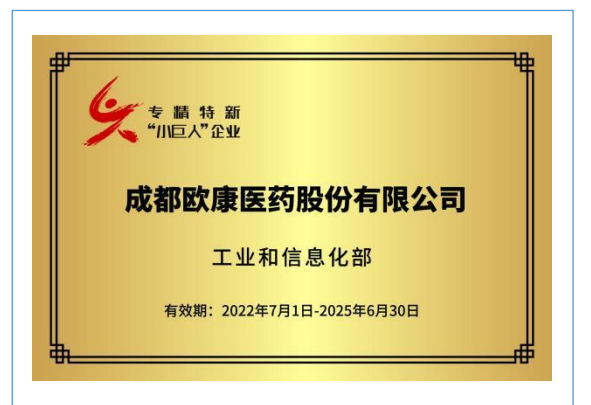 专精特新
“小巨人”企业
成都欧康医药股份有限公司
工业和信息化部
有效期：2022年7月1日-2025年6月30日